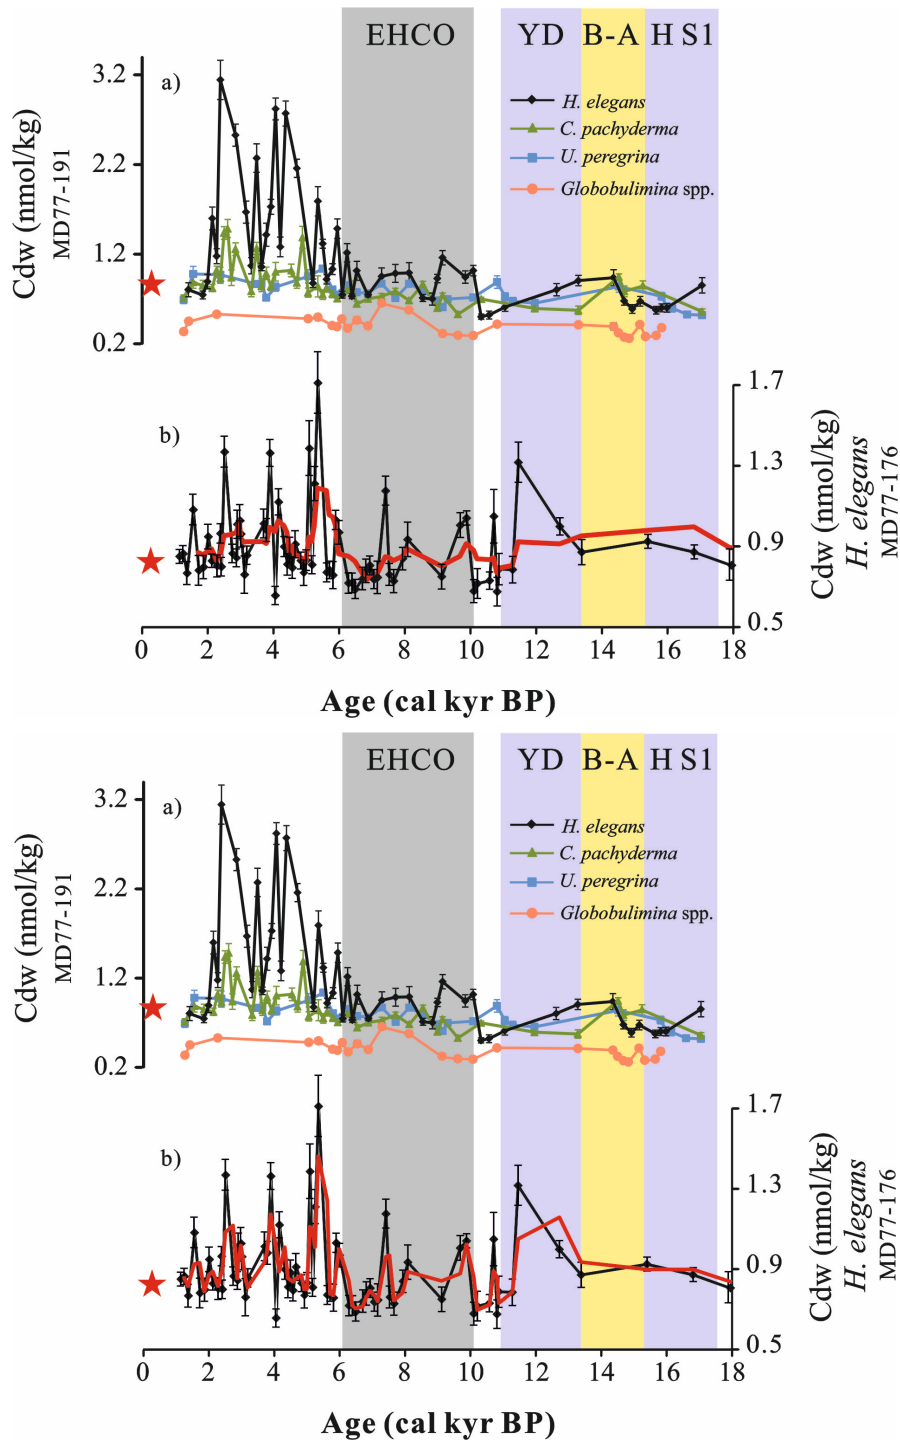 EHCO YD B-A H S1
a)
3.2
2.2
1.2
0.2
Cdw (nmol/kg)
MD77-191
H. elegans
C. pachyderma
U. peregrina
Globobulimina spp.
b)
1.7
1.3
0.9
0.5
Cdw (nmol/kg)
H. elegans
MD77-176
0 2 4 6 8 10 12 14 16 18
Age (cal kyr BP)
EHCO YD B-A H S1
a)
3.2
2.2
1.2
0.2
Cdw (nmol/kg)
MD77-191
H. elegans
C. pachyderma
U. peregrina
Globobulimina spp.
b)
1.7
1.3
0.9
0.5
Cdw (nmol/kg)
H. elegans
MD77-176
0 2 4 6 8 10 12 14 16 18
Age (cal kyr BP)